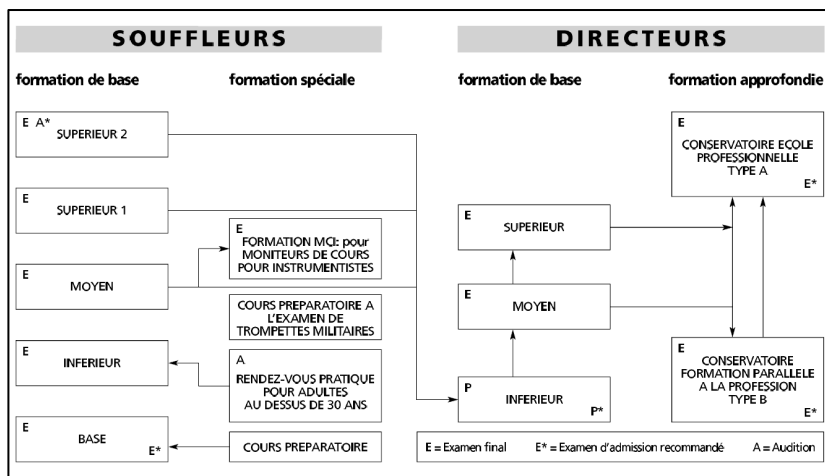 SOUFFLEURS
formation de base
formation spéciale
E A*
SUPERIEUR 2
E
SUPERIEUR 1
E
FORMATION MCI: pour
MONITEURS DE COURS
POUR INSTRUMENTISTES
E
MOYEN
COURS PREPARATOIRE A
L'EXAMEN DE
TROMPETTES MILITAIRES
E
INFERIEUR
A
RENDEZ-VOUS PRATIQUE
POUR ADULTES
AU DESSUS DE 30 ANS
E
BASE
E*
COURS PREPARATOIRE
DIRECTEURS
formation de base
formation approfondie
E
CONSERVATOIRE ECOLE
PROFESSIONNELLE
TYPE A
E*
E
SUPERIEUR
E
MOYEN
E
CONSERVATOIRE
FORMATION PARALLELE
A LA PROFESSION
TYPE B
E*
P
INFERIEUR
P*
E = Examen final E* = Examen d'admission recommandé A = Audition